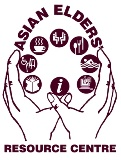 ASIAN ELDERS
i
RESOURCE CENTRE